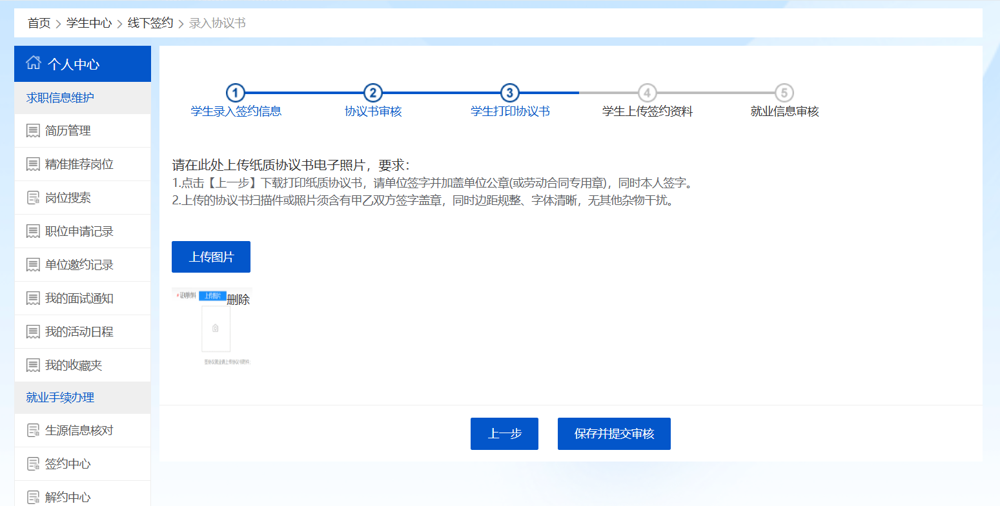 首页 > 学生中心 > 线下签约 > 录入协议书
个人中心
求职信息维护
简历管理
精准推荐岗位
岗位搜索
职位申请记录
单位邀约记录
我的面试通知
我的活动日程
我的收藏夹
就业手续办理
生源信息核对
签约中心
解约中心
1 2 3 4 5
学生录入签约信息 协议书审核 学生打印协议书 学生上传签约资料 就业信息审核
请在此处上传纸质协议书电子照片，要求：
1.点击【上一步】下载打印纸质协议书，请单位签字并加盖单位公章(或劳动合同专用章)，同时本人签字。
2.上传的协议书扫描件或照片须含有甲乙双方签字盖章，同时边距规整、字体清晰，无其他杂物干扰。
上传图片
*证明材料 上传图片 删除
上一步 保存并提交审核